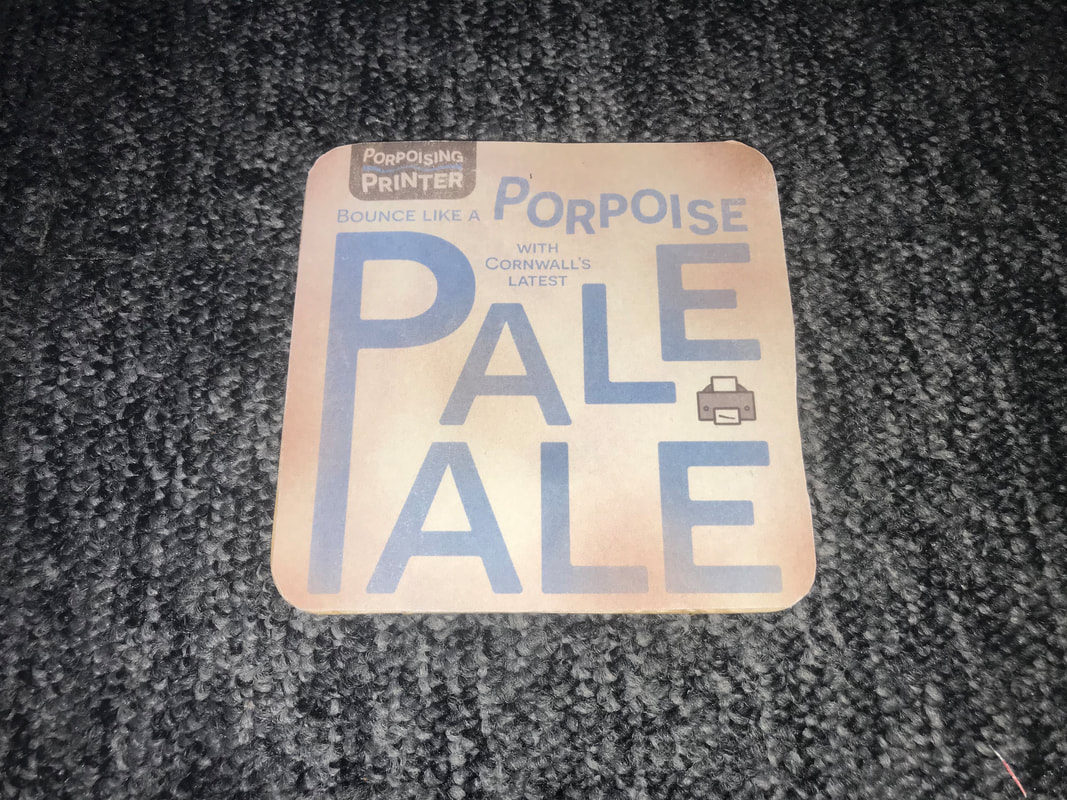 PORPOISING
PRINTER
BOUNCE LIKE A PORPOISE
WITH
CORNWALL'S
LATEST
PALE
ALE